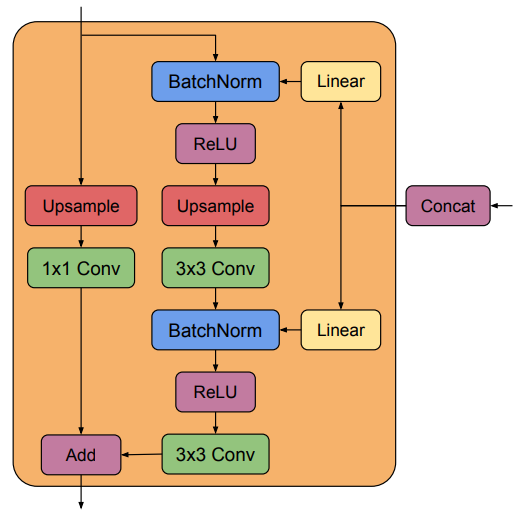 BatchNorm
Linear
ReLU
Upsample
Upsample
Concat
1x1 Conv
3x3 Conv
BatchNorm
Linear
ReLU
Add
3x3 Conv